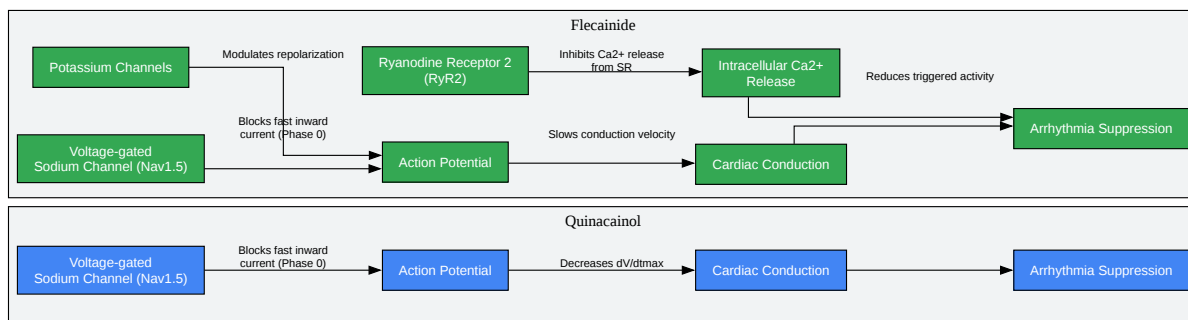 Flecainide
Potassium Channels
Modulates repolarization
Ryanodine Receptor 2
(RyR2)
Inhibits Ca2+ release
from SR
Intracellular Ca2+
Release
Reduces triggered activity
Arrhythmia Suppression
Voltage-gated
Sodium Channel (Nav1.5)
Blocks fast inward
current (Phase 0)
Action Potential
Slows conduction velocity
Cardiac Conduction
Quinacainol
Voltage-gated
Sodium Channel (Nav1.5)
Blocks fast inward
current (Phase 0)
Action Potential
Decreases dV/dtmax
Cardiac Conduction
Arrhythmia Suppression